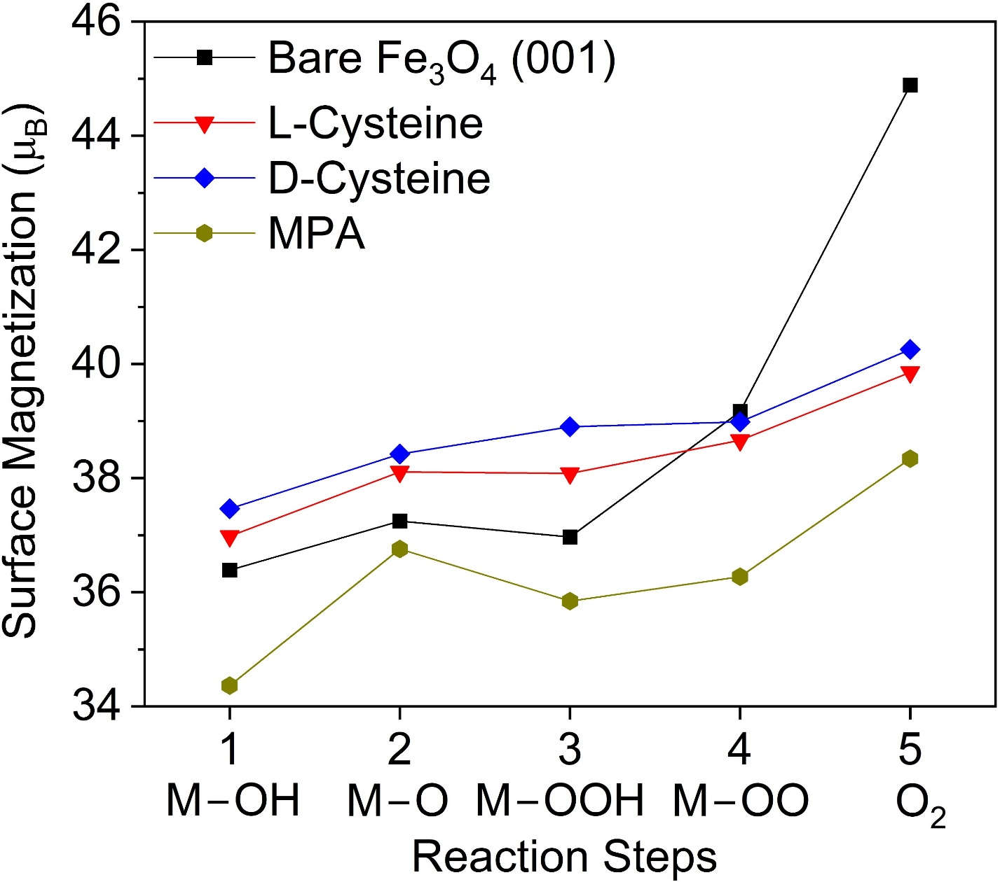 Surface Magnetization (μB)
46
44
42
40
38
36
34
Bare Fe₃O₄ (001)
L-Cysteine
D-Cysteine
MPA
1 2 3 4 5
M–OH M–O M–OOH M–OO O₂
Reaction Steps